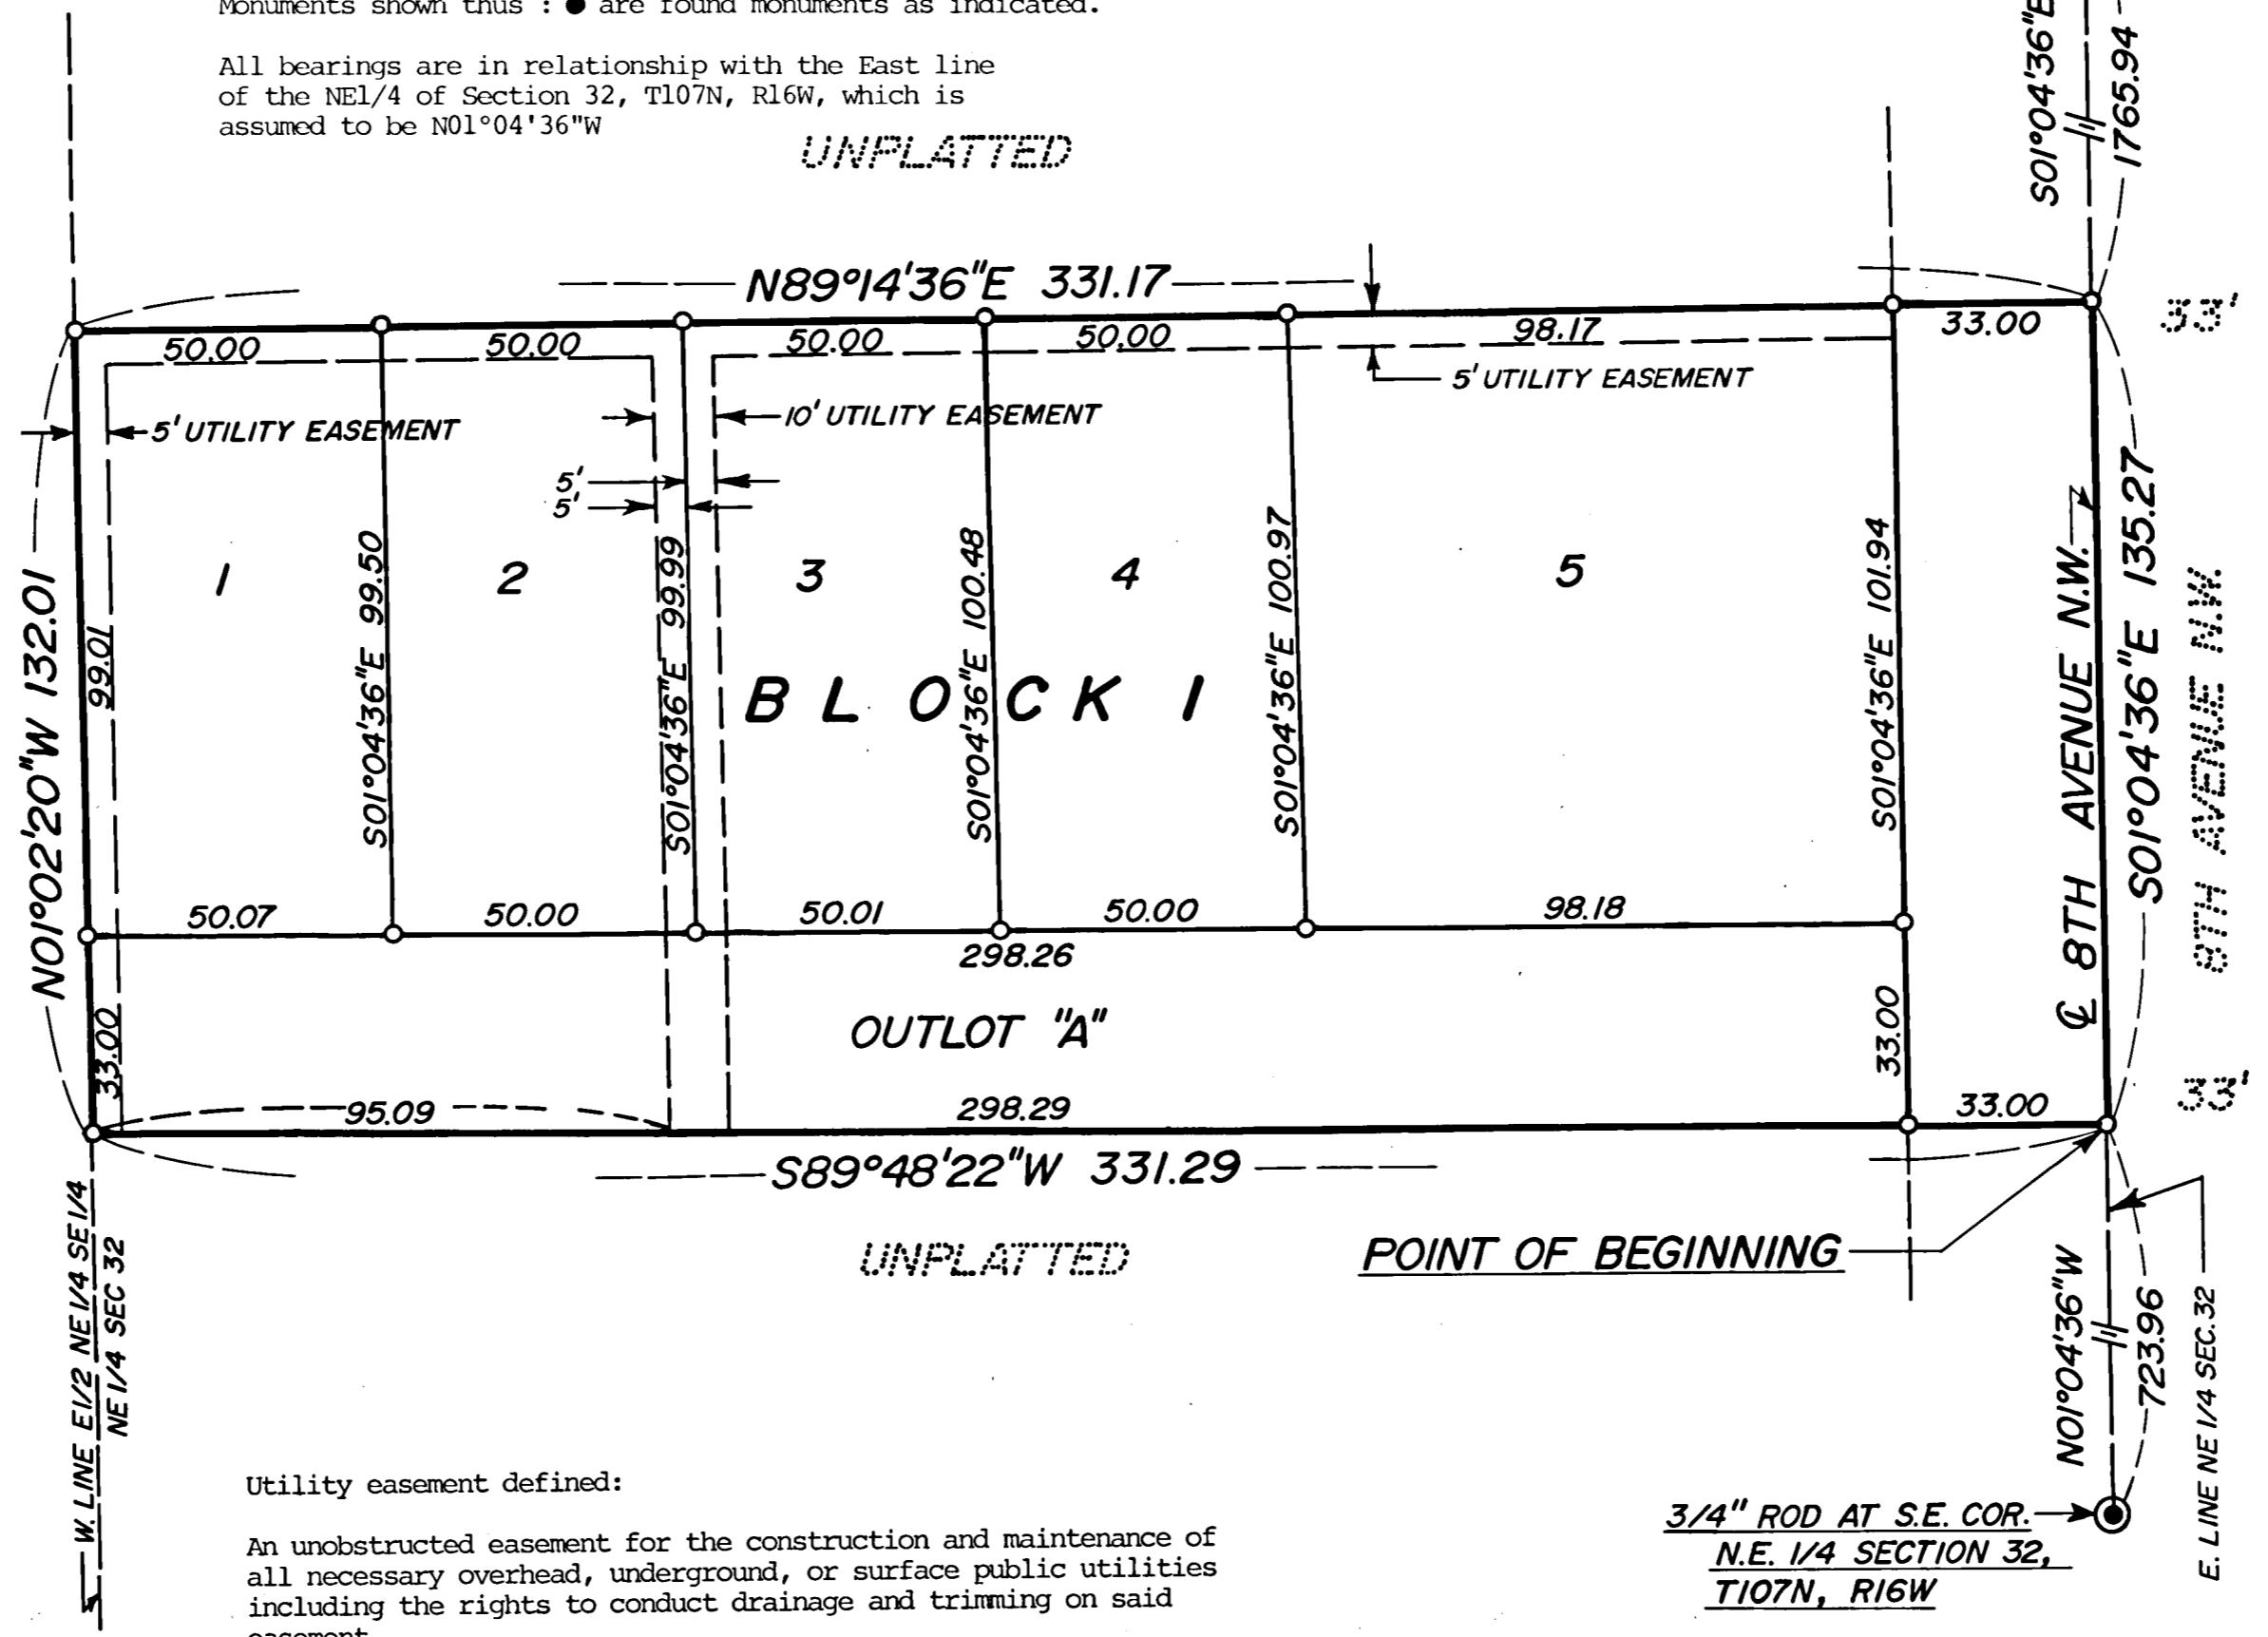 Monuments shown thus : ● are found monuments as indicated.
All bearings are in relationship with the East line
of the NE1/4 of Section 32, T107N, R16W, which is
assumed to be N01°04'36"W
UNPLATTED
S01°04'36"E
1765.94
N89°14'36"E 331.17
33'
50.00
50.00
50.00
50.00
98.17
33.00
5' UTILITY EASEMENT
10' UTILITY EASEMENT
5' UTILITY EASEMENT
5'
5'
N01°02'20"W 132.01
99.01
1
S01°04'36"E 99.50
2
S01°04'36"E 99.99
3
S01°04'36"E 100.48
4
S01°04'36"E 100.97
5
S01°04'36"E 101.94
BLOCK 1
℄ 8TH AVENUE N.W.
S01°04'36"E 135.27
8TH AVENUE N.W.
50.07
50.00
50.01
50.00
98.18
298.26
33.00
OUTLOT "A"
33.00
95.09
298.29
33.00
33'
S89°48'22"W 331.29
UNPLATTED
POINT OF BEGINNING
W. LINE E1/2 NE1/4 SE1/4
NE1/4 SEC 32
N01°04'36"W
723.96
E. LINE NE 1/4 SEC. 32
3/4" ROD AT S.E. COR.
N.E. 1/4 SECTION 32,
T107N, R16W
Utility easement defined:
An unobstructed easement for the construction and maintenance of
all necessary overhead, underground, or surface public utilities
including the rights to conduct drainage and trimming on said
easement